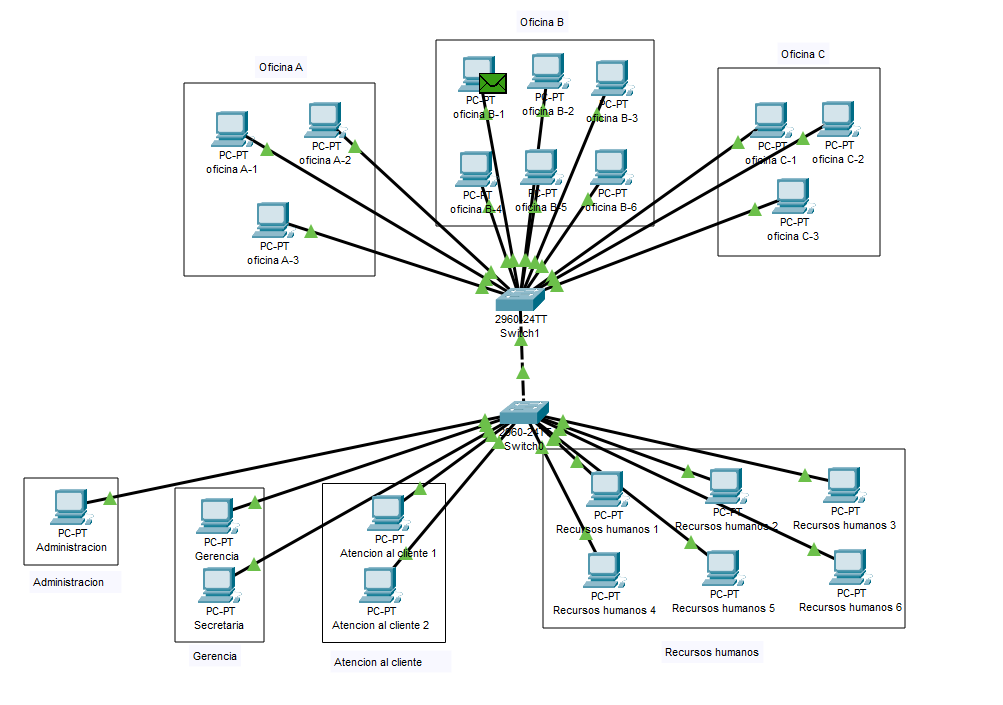 Oficina B
Oficina C
Oficina A
PC-PT
oficina B-1
PC-PT
oficina B-2
PC-PT
oficina B-3
PC-PT
oficina A-1
PC-PT
oficina A-2
PC-PT
oficina C-1
PC-PT
oficina C-2
PC-PT
oficina B-4
PC-PT
oficina B-5
PC-PT
oficina B-6
PC-PT
oficina A-3
PC-PT
oficina C-3
2960-24TT
Switch1
2960-24TT
Switch0
PC-PT
Administracion
Administracion
PC-PT
Gerencia
PC-PT
Secretaria
Gerencia
PC-PT
Atencion al cliente 1
PC-PT
Atencion al cliente 2
Atencion al cliente
PC-PT
Recursos humanos 1
PC-PT
Recursos humanos 2
PC-PT
Recursos humanos 3
PC-PT
Recursos humanos 4
PC-PT
Recursos humanos 5
PC-PT
Recursos humanos 6
Recursos humanos